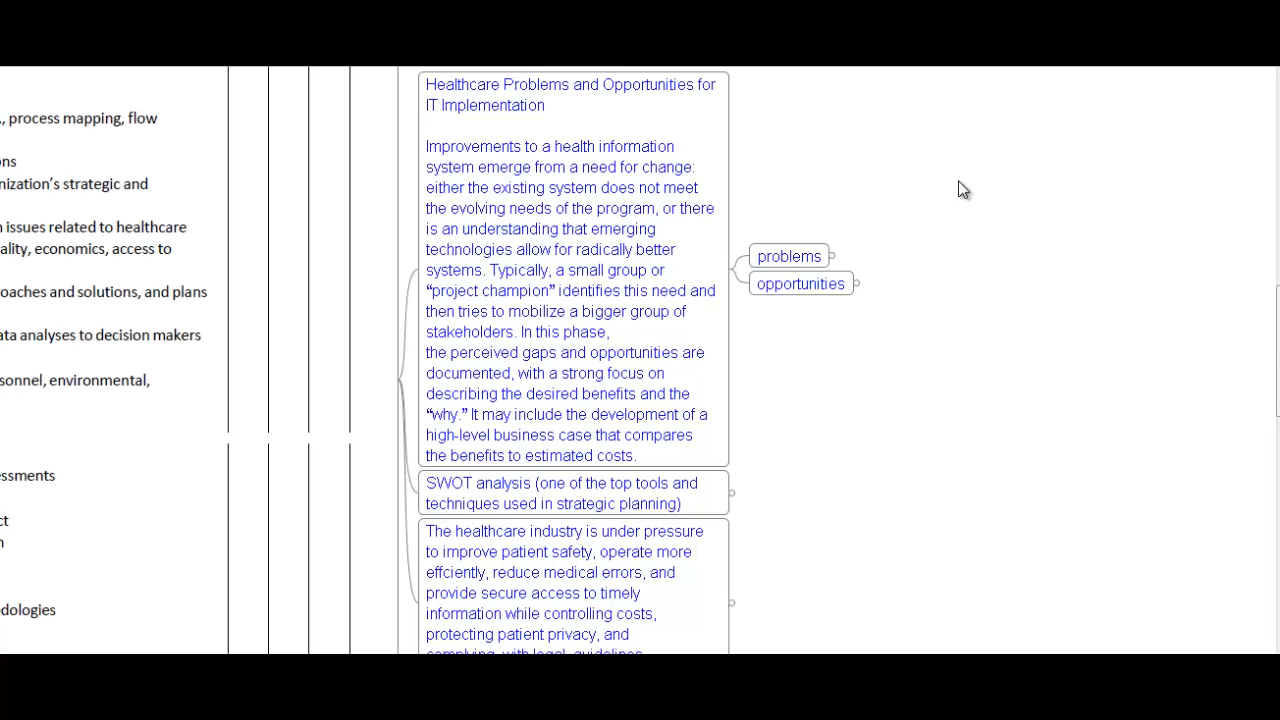 ., process mapping, flow
ons
nization’s strategic and
n issues related to healthcare
ality, economics, access to
roaches and solutions, and plans
ata analyses to decision makers
sonnel, environmental,
essments
ct
n
dologies
Healthcare Problems and Opportunities for
IT Implementation
Improvements to a health information
system emerge from a need for change:
either the existing system does not meet
the evolving needs of the program, or there
is an understanding that emerging
technologies allow for radically better
systems. Typically, a small group or
“project champion” identifies this need and
then tries to mobilize a bigger group of
stakeholders. In this phase,
the perceived gaps and opportunities are
documented, with a strong focus on
describing the desired benefits and the
“why.” It may include the development of a
high-level business case that compares
the benefits to estimated costs.
problems
opportunities
SWOT analysis (one of the top tools and
techniques used in strategic planning)
The healthcare industry is under pressure
to improve patient safety, operate more
effciently, reduce medical errors, and
provide secure access to timely
information while controlling costs,
protecting patient privacy, and
complying with legal guidelines